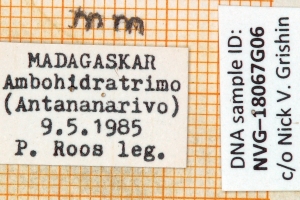 mm
MADAGASKAR
Ambohidratrimo
(Antananarivo)
9.5.1985
P. Roos leg.
DNA sample ID:
NVG-18067G06
c/o Nick V. Grishin